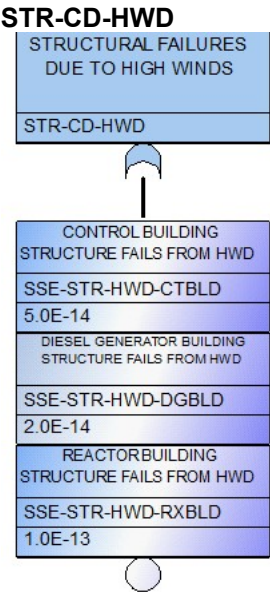 STR-CD-HWD
STRUCTURAL FAILURES
DUE TO HIGH WINDS
STR-CD-HWD
CONTROL BUILDING
STRUCTURE FAILS FROM HWD
SSE-STR-HWD-CTBLD
5.0E-14
DIESEL GENERATOR BUILDING
STRUCTURE FAILS FROM HWD
SSE-STR-HWD-DGBLD
2.0E-14
REACTOR BUILDING
STRUCTURE FAILS FROM HWD
SSE-STR-HWD-RXBLD
1.0E-13